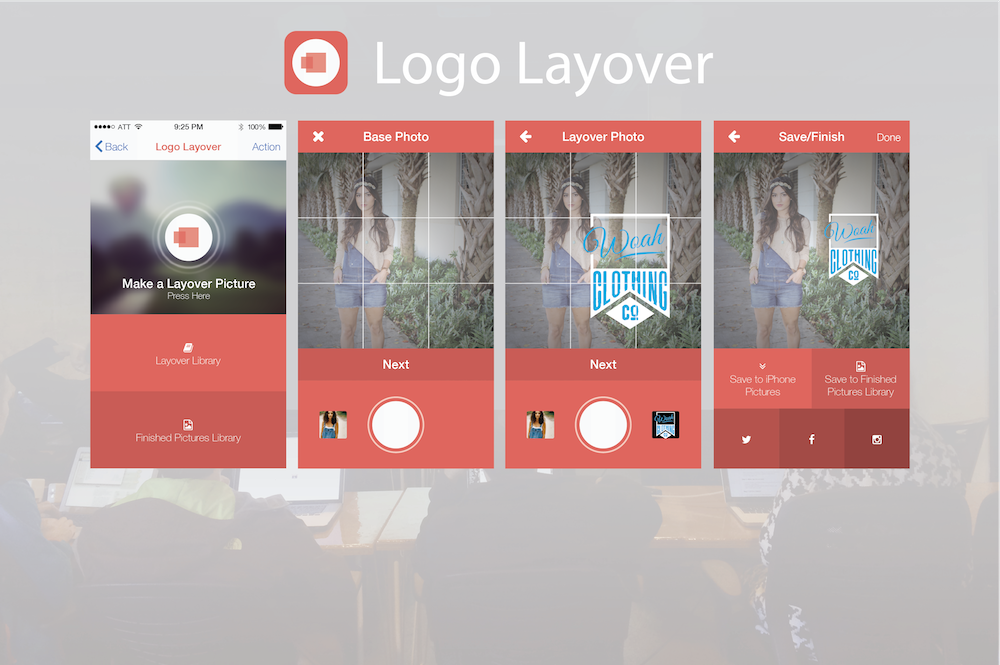 Logo Layover
ATT 9:25 PM 100%
Back Logo Layover Action
Make a Layover Picture
Press Here
Layover Library
Finished Pictures Library
Base Photo
Next
Layover Photo
Woah
CLOTHING
CO
Next
Woah
Save/Finish Done
Woah
CLOTHING
CO
Save to iPhone
Pictures
Save to Finished
Pictures Library